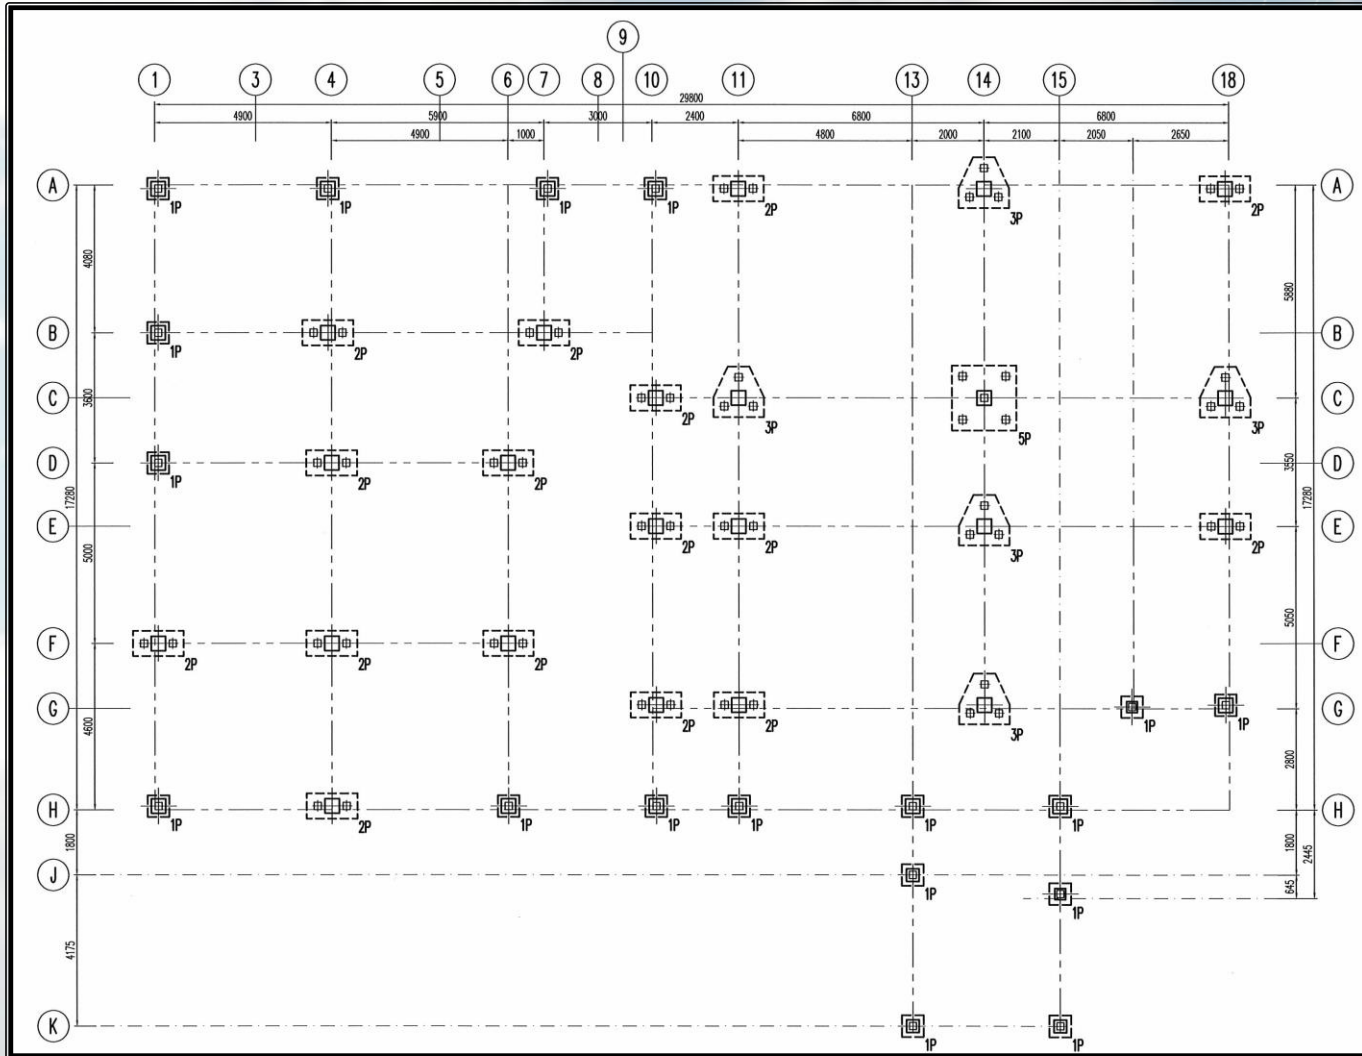 9
1 3 4 5 6 7 8 10 11 13 14 15 18
29800
4900 5900 3000 2400 6800 6800
4900 1000 4800 2000 2100 2050 2650
A A
1P 1P 1P 1P 2P 3P 2P
4080 5880
B B
1P 2P 2P
3600
C C
2P 3P 5P 3P
3550
D D
1P 2P 2P
17280 17280
E E
2P 2P 3P 2P
5000 5050
F F
2P 2P 2P
G G
2P 2P 3P 1P 1P
4600 2800
H H
1P 2P 1P 1P 1P 1P 1P
1800 1800 2445
J
1P
645
1P
4175
K
1P 1P